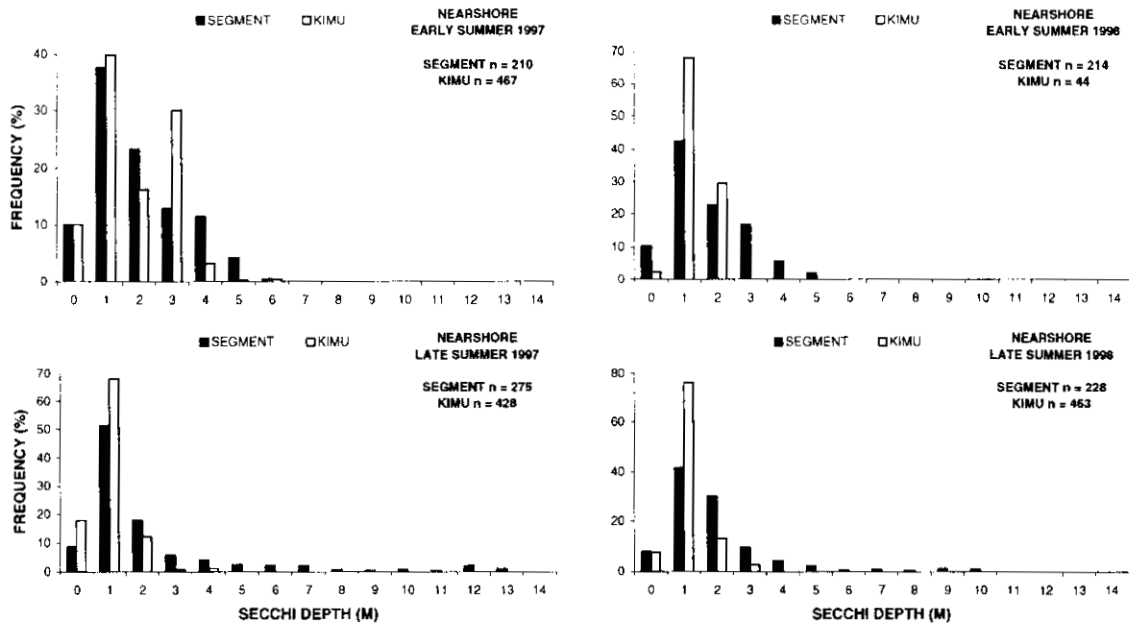 ■SEGMENT □KIMU
NEARSHORE
EARLY SUMMER 1997
SEGMENT n = 210
KIMU n = 467
FREQUENCY (%)
40
30
20
10
0
0 1 2 3 4 5 6 7 8 9 10 11 12 13 14
■SEGMENT □KIMU
NEARSHORE
EARLY SUMMER 1998
SEGMENT n = 214
KIMU n = 44
70
60
50
40
30
20
10
0
0 1 2 3 4 5 6 7 8 9 10 11 12 13 14
■SEGMENT □KIMU
NEARSHORE
LATE SUMMER 1997
SEGMENT n = 275
KIMU n = 428
FREQUENCY (%)
70
60
50
40
30
20
10
0
0 1 2 3 4 5 6 7 8 9 10 11 12 13 14
SECCHI DEPTH (M)
■SEGMENT □KIMU
NEARSHORE
LATE SUMMER 1998
SEGMENT n = 228
KIMU n = 463
80
60
40
20
0
0 1 2 3 4 5 6 7 8 9 10 11 12 13 14
SECCHI DEPTH (M)